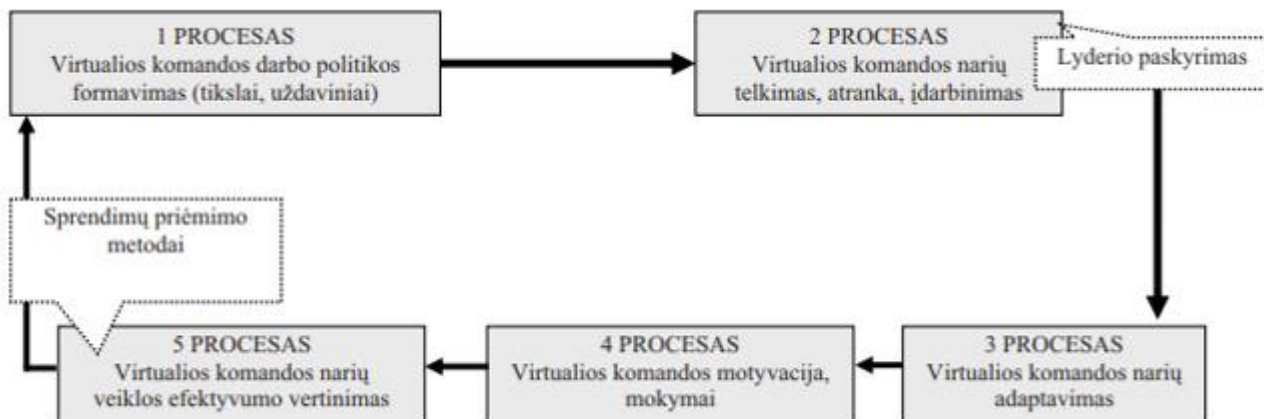 1 PROCESAS
Virtualios komandos darbo politikos
formavimas (tikslai, uždaviniai)
2 PROCESAS
Virtualios komandos narių
telkimas, atranka, įdarbinimas
Lyderio paskyrimas
Sprendimų priėmimo
metodai
5 PROCESAS
Virtualios komandos narių
veiklos efektyvumo vertinimas
4 PROCESAS
Virtualios komandos motyvacija,
mokymai
3 PROCESAS
Virtualios komandos narių
adaptavimas